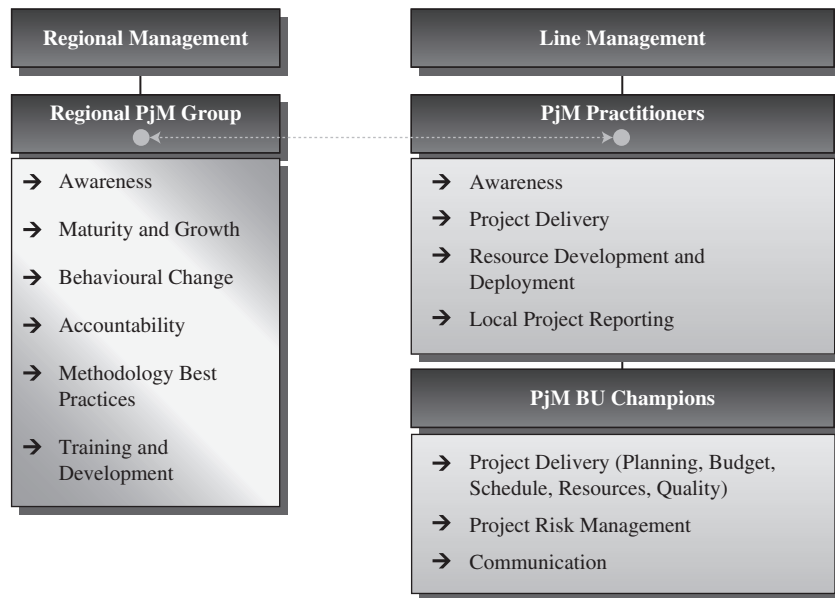 Regional Management
Regional PjM Group
→ Awareness
→ Maturity and Growth
→ Behavioural Change
→ Accountability
→ Methodology Best
Practices
→ Training and
Development
Line Management
PjM Practitioners
→ Awareness
→ Project Delivery
→ Resource Development and
Deployment
→ Local Project Reporting
PjM BU Champions
→ Project Delivery (Planning, Budget,
Schedule, Resources, Quality)
→ Project Risk Management
→ Communication